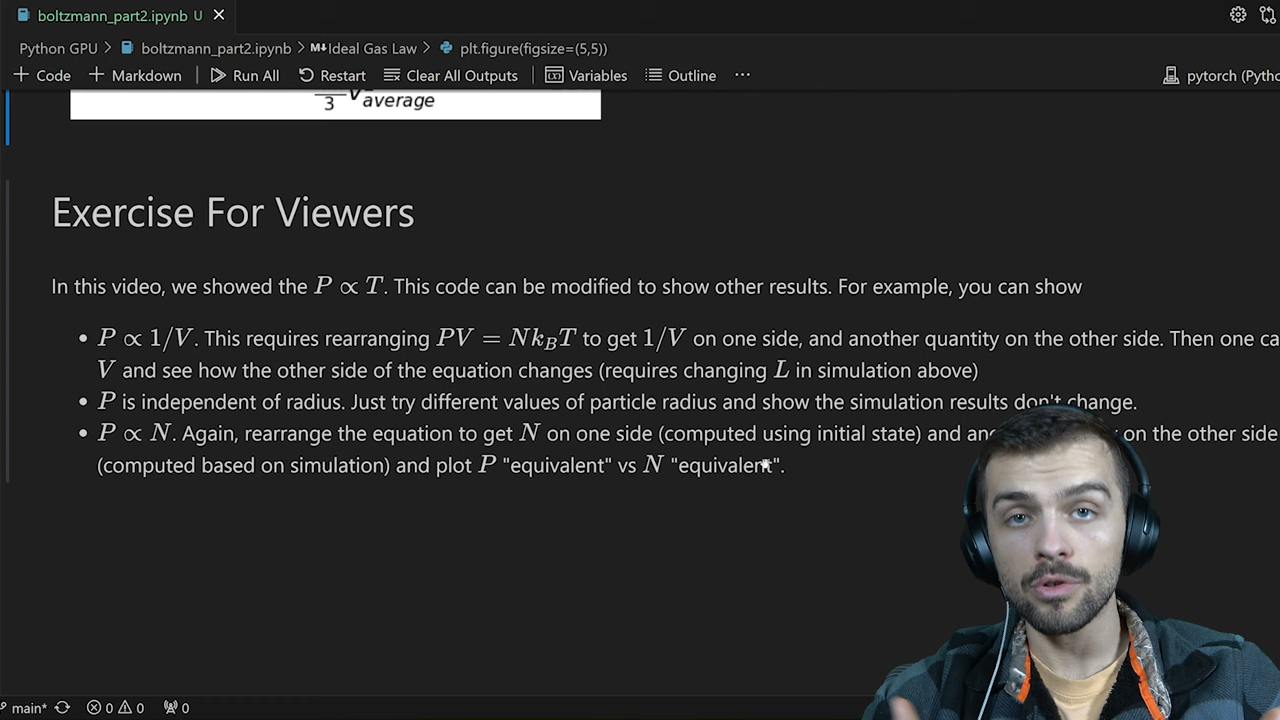 boltzmann_part2.ipynb U
Python GPU > boltzmann_part2.ipynb > Ideal Gas Law > plt.figure(figsize=(5,5))
+ Code + Markdown Run All Restart Clear All Outputs Variables Outline ... pytorch (Pytho
3 Vaverage
Exercise For Viewers
In this video, we showed the P ∝ T. This code can be modified to show other results. For example, you can show
• P ∝ 1/V. This requires rearranging PV = Nk_BT to get 1/V on one side, and another quantity on the other side. Then one ca
V and see how the other side of the equation changes (requires changing L in simulation above)
• P is independent of radius. Just try different values of particle radius and show the simulation results don't change.
• P ∝ N. Again, rearrange the equation to get N on one side (computed using initial state) and on the other side
(computed based on simulation) and plot P "equivalent" vs N "equivalent".
main* 0 0 0